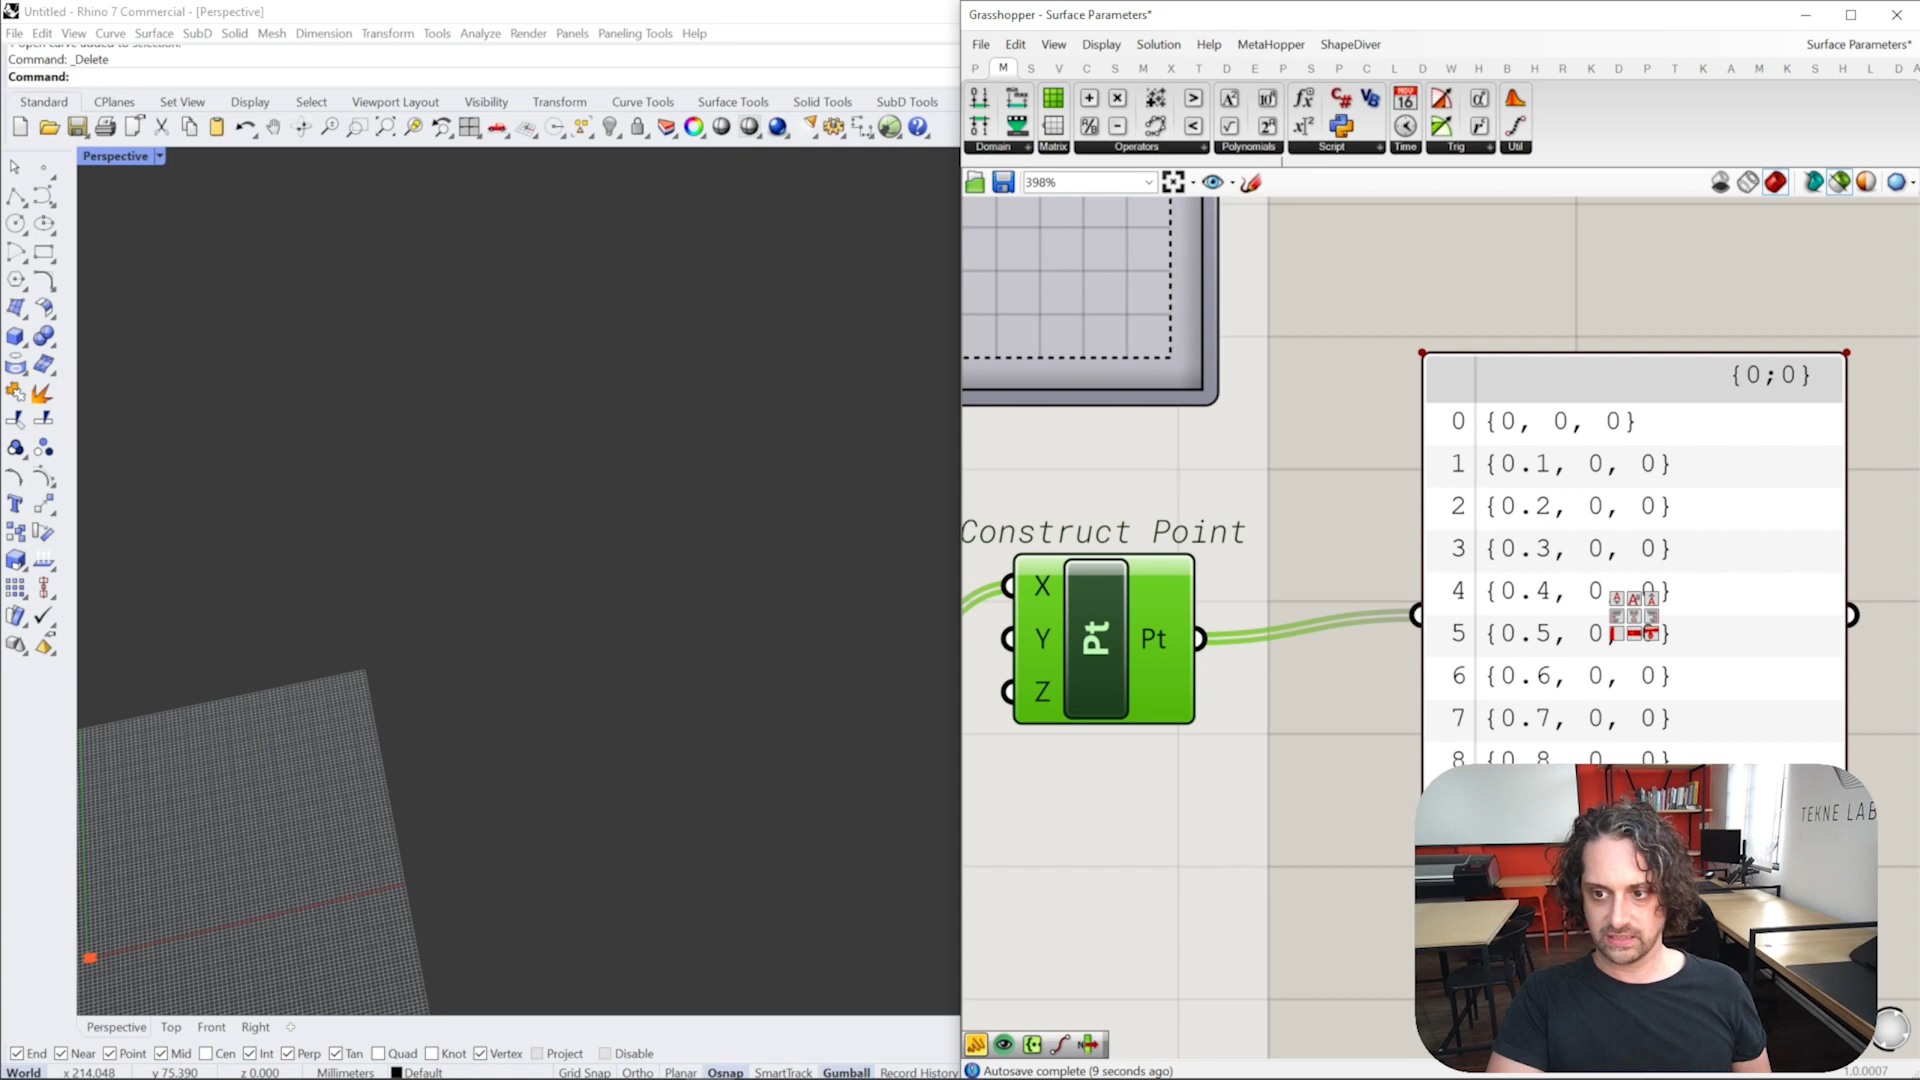 Untitled - Rhino 7 Commercial - [Perspective]
File Edit View Curve Surface SubD Solid Mesh Dimension Transform Tools Analyze Render Panels Paneling Tools Help
Command: _Delete
Command:
Standard CPlanes Set View Display Select Viewport Layout Visibility Transform Curve Tools Surface Tools Solid Tools SubD Tools
Perspective
Perspective Top Front Right
End Near Point Mid Cen Int Perp Tan Quad Knot Vertex Project Disable
World x 214.048 y 75.390 z 0.000 Millimeters Default Grid Snap Ortho Planar Osnap SmartTrack Gumball Record History
Grasshopper - Surface Parameters*
File Edit View Display Solution Help MetaHopper ShapeDiver Surface Parameters*
P M S V C S M X T D E P S P C L D W H B H R K D P T K A M K S H L D A
Domain Matrix Operators Polynomials Script Time Trig Util
398%
{0;0}
0 {0, 0, 0}
1 {0.1, 0, 0}
2 {0.2, 0, 0}
3 {0.3, 0, 0}
4 {0.4, 0, 0}
5 {0.5, 0, 0}
6 {0.6, 0, 0}
7 {0.7, 0, 0}
Construct Point
X
Y
Z
Pt
Pt
TEKNE LAB
Autosave complete (9 seconds ago)
1.0.0007